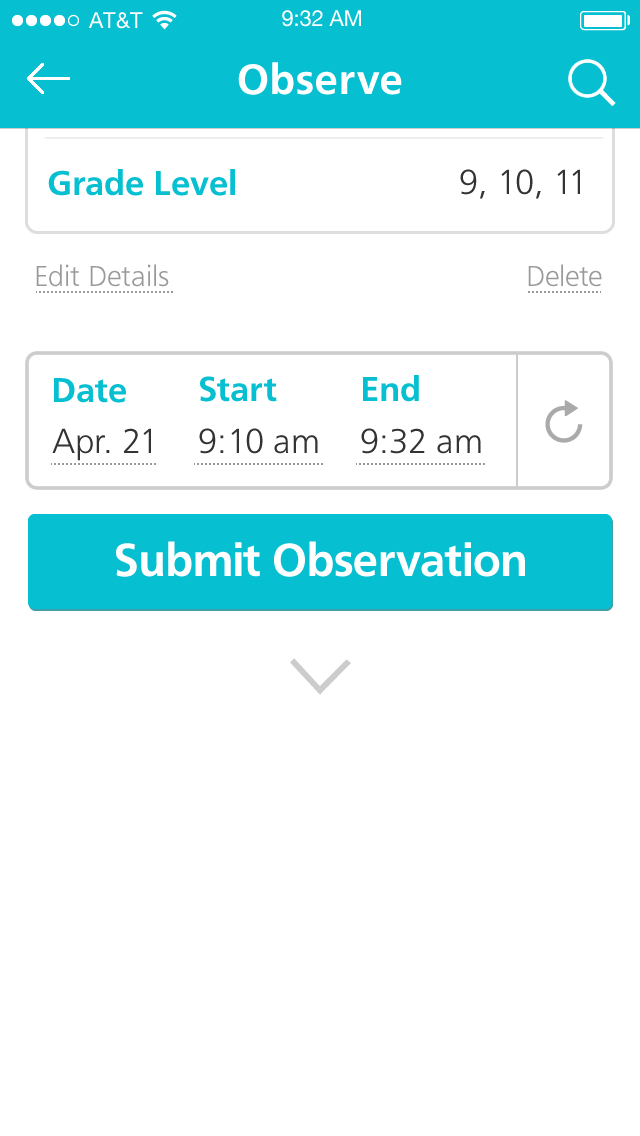 AT&T 9:32 AM
Observe
Grade Level 9, 10, 11
Edit Details Delete
Date Start End
Apr. 21 9:10 am 9:32 am
Submit Observation